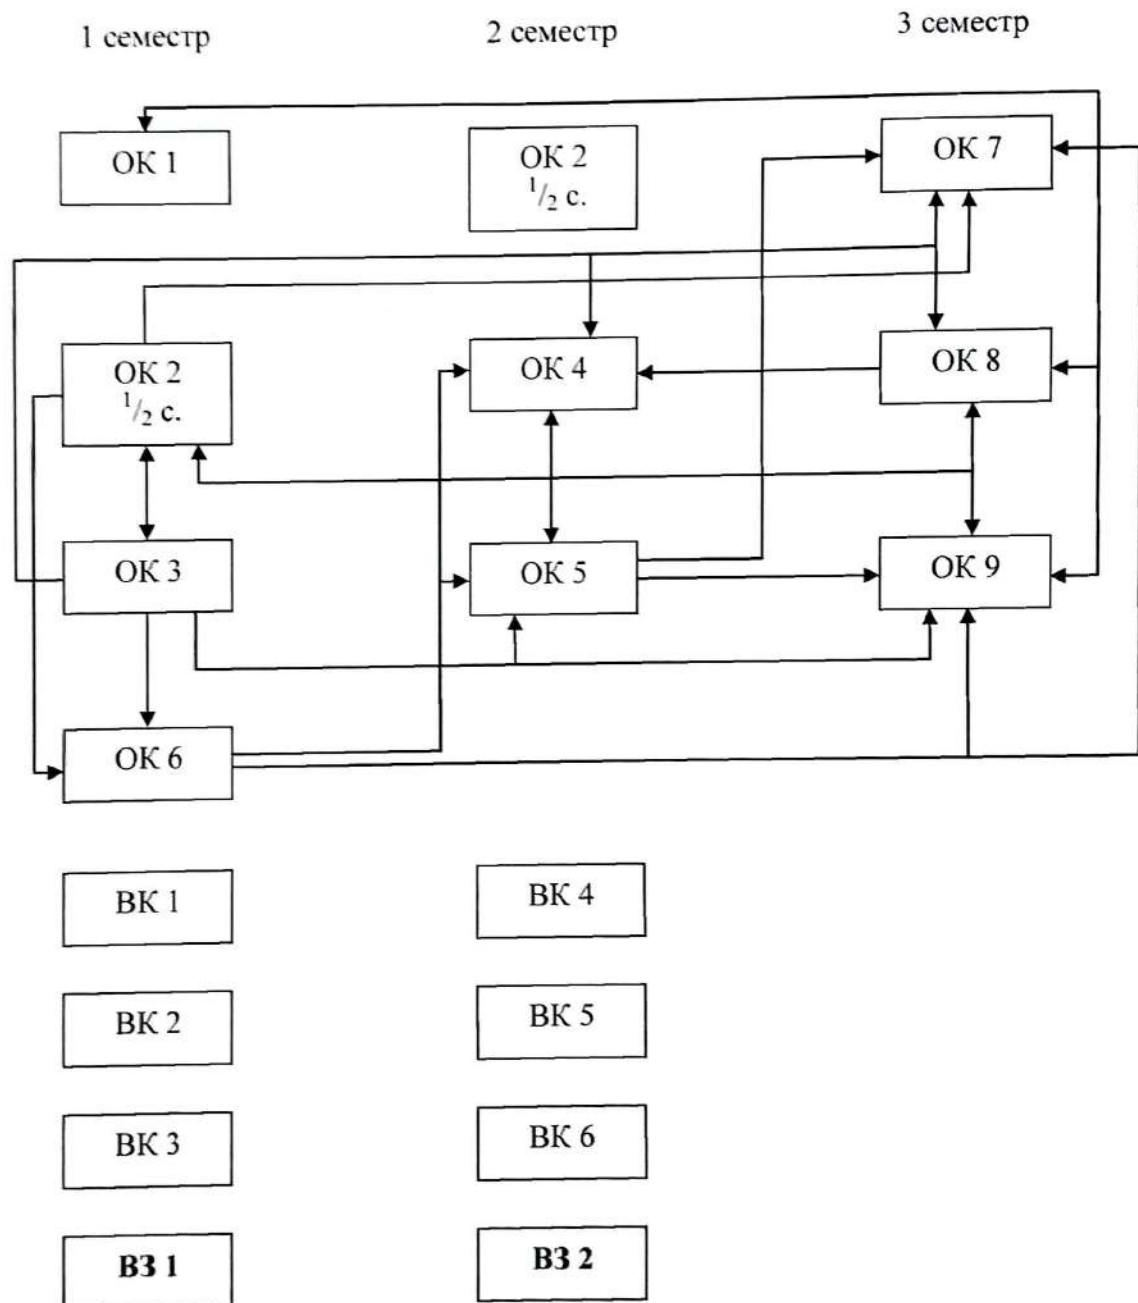 1 семестр
2 семестр
3 семестр
ОК 1
ОК 2
1/2 с.
ОК 7
ОК 2
1/2 с.
ОК 4
ОК 8
ОК 3
ОК 5
ОК 9
ОК 6
ВК 1
ВК 4
ВК 2
ВК 5
ВК 3
ВК 6
ВЗ 1
ВЗ 2